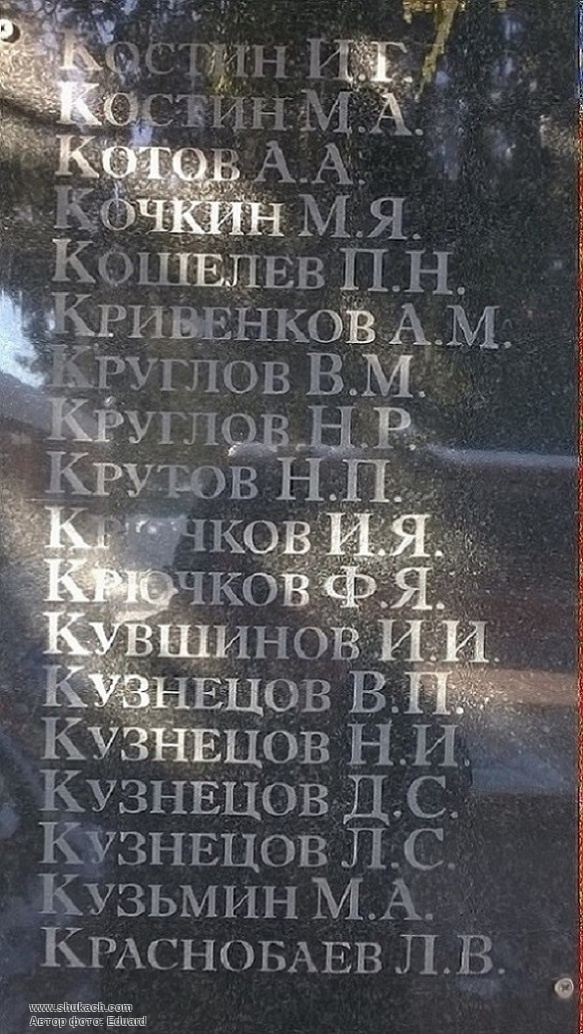 Костин И.Г.
Костин М.А.
Котов А.А.
Кочкин М.Я.
Кошелев П.Н.
Кривенков А.М.
Круглов В.М.
Круглов Н.Р.
Крутов Н.П.
Крючков И.Я.
Крючков Ф.Я.
Кувшинов И.И.
Кузнецов В.П.
Кузнецов Н.И.
Кузнецов Д.С.
Кузнецов Л.С.
Кузьмин М.А.
Краснобаев Л.В.
www.shukach.com
Автор фото: Eduard